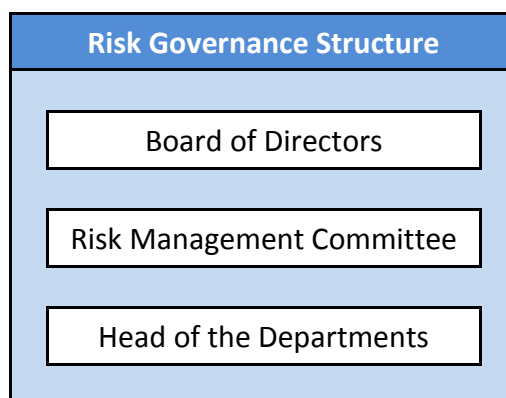 Risk Governance Structure
Board of Directors
Risk Management Committee
Head of the Departments